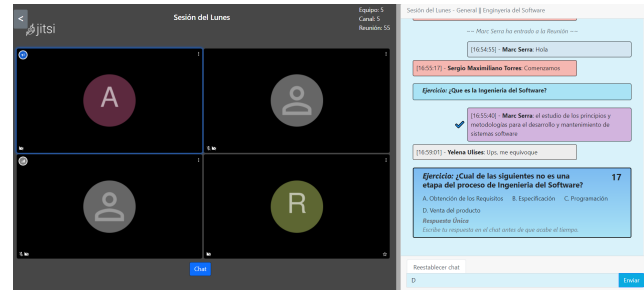 <
jitsi
Sesión del Lunes
Equipo: 5
Canal: 5
Reunión: 55
A
R
Chat
Sesión del Lunes - General || Enginyeria del Software
~~ Marc Serra ha entrado a la Reunión ~~
[16:54:55] - Marc Serra: Hola
[16:55:17] - Sergio Maximiliano Torres: Comenzamos
Ejercicio: ¿Que es la Ingenieria del Software?
[16:55:40] - Marc Serra: el estudio de los principios y
metodologias para el desarrollo y mantenimiento de
sistemas software
[16:59:01] - Yelena Ulises: Ups, me equivoque
Ejercicio: ¿Cual de las siguientes no es una
etapa del proceso de Ingenieria del Software?
17
A. Obtención de los Requisitos B. Especificación C. Programación
D. Venta del producto
Respuesta Única
Escribe tu respuesta en el chat antes de que acabe el tiempo.
Reestablecer chat
D
Enviar